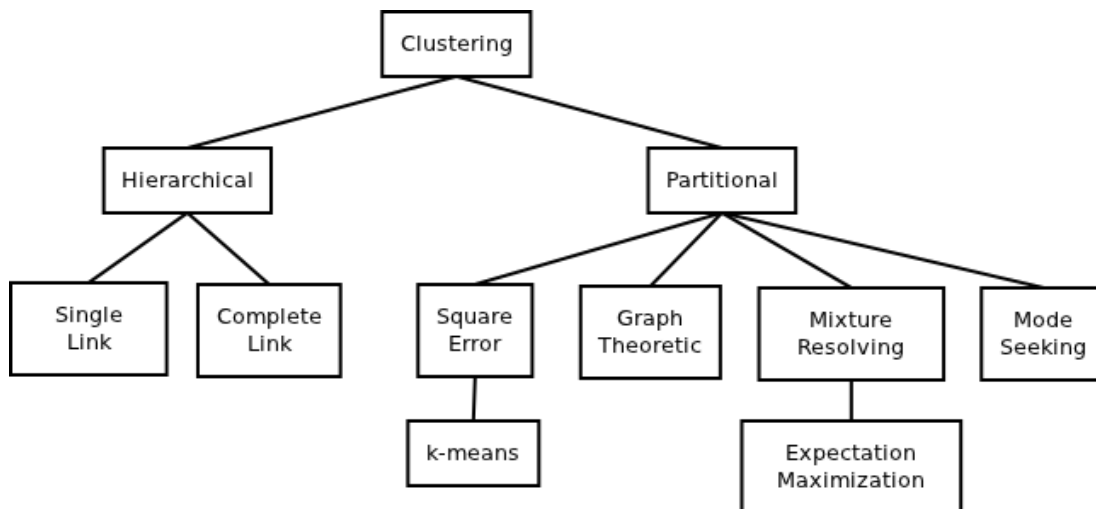 Clustering
Hierarchical
Partitional
Single
Link
Complete
Link
Square
Error
Graph
Theoretic
Mixture
Resolving
Mode
Seeking
k-means
Expectation
Maximization